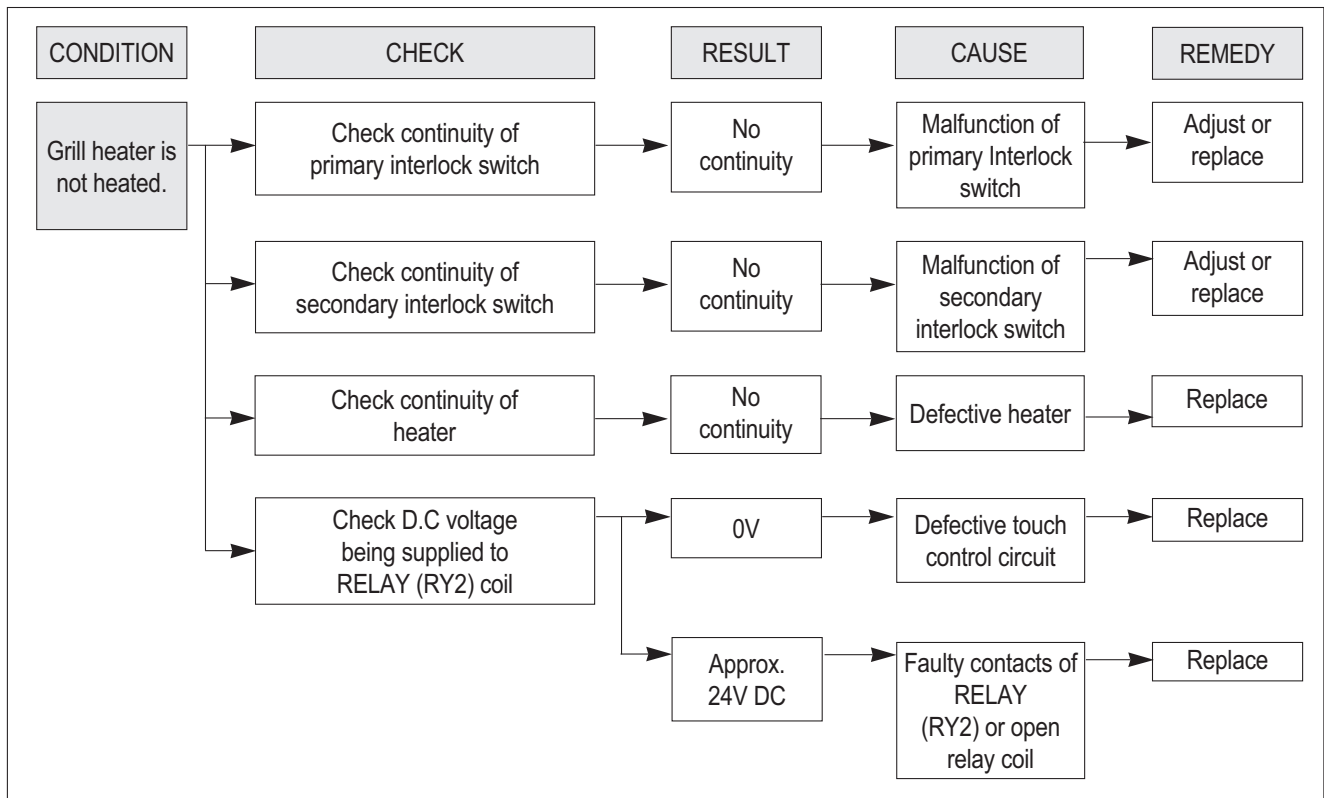 CONDITION
CHECK
RESULT
CAUSE
REMEDY
Grill heater is
not heated.
Check continuity of
primary interlock switch
No
continuity
Malfunction of
primary Interlock
switch
Adjust or
replace
Check continuity of
secondary interlock switch
No
continuity
Malfunction of
secondary
interlock switch
Adjust or
replace
Check continuity of
heater
No
continuity
Defective heater
Replace
Check D.C voltage
being supplied to
RELAY (RY2) coil
0V
Defective touch
control circuit
Replace
Approx.
24V DC
Faulty contacts of
RELAY
(RY2) or open
relay coil
Replace